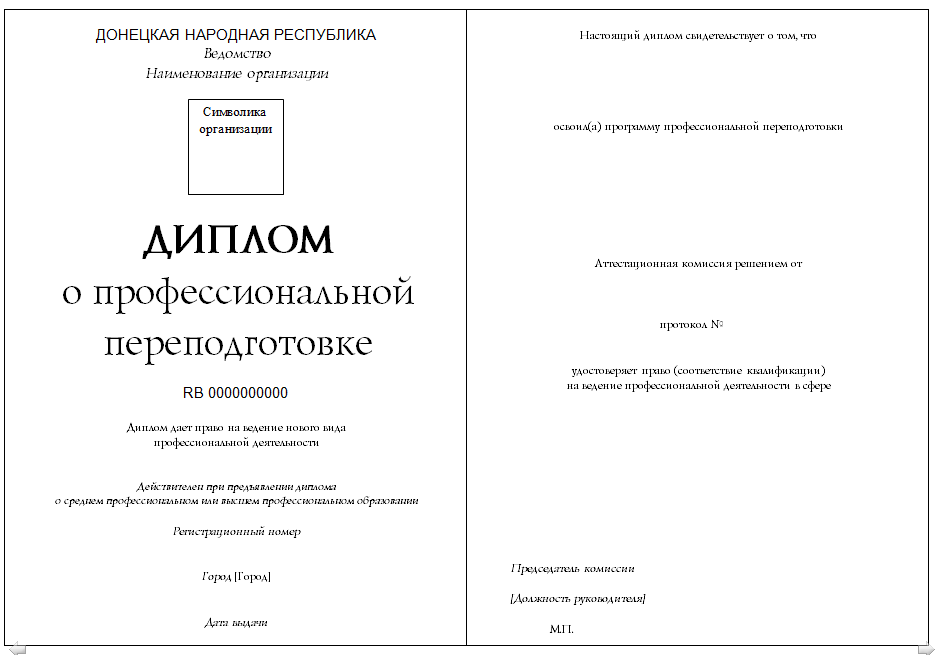 ДОНЕЦКАЯ НАРОДНАЯ РЕСПУБЛИКА
Ведомство
Наименование организации
Символика
организации
ДИПЛОМ
о профессиональной
переподготовке
RB 0000000000
Диплом дает право на ведение нового вида
профессиональной деятельности
Действителен при предъявлении диплома
о среднем профессиональном или высшем профессиональном образовании
Регистрационный номер
Город [Город]
Дата выдачи
Настоящий диплом свидетельствует о том, что
освоил(а) программу профессиональной переподготовки
Аттестационная комиссия решением от
протокол №
удостоверяет право (соответствие квалификации)
на ведение профессиональной деятельности в сфере
Председатель комиссии
[Должность руководителя]
М.П.